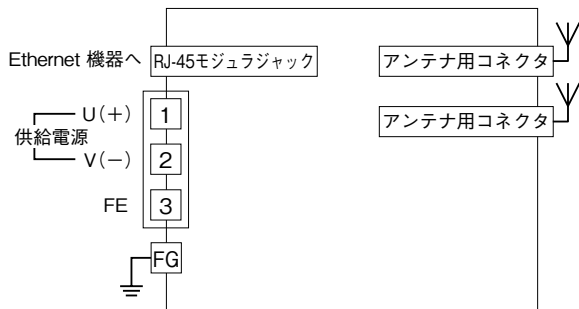 Ethernet 機器へ
RJ-45モジュラジャック
アンテナ用コネクタ
アンテナ用コネクタ
供給電源
U(+)
1
V(−)
2
FE
3
FG